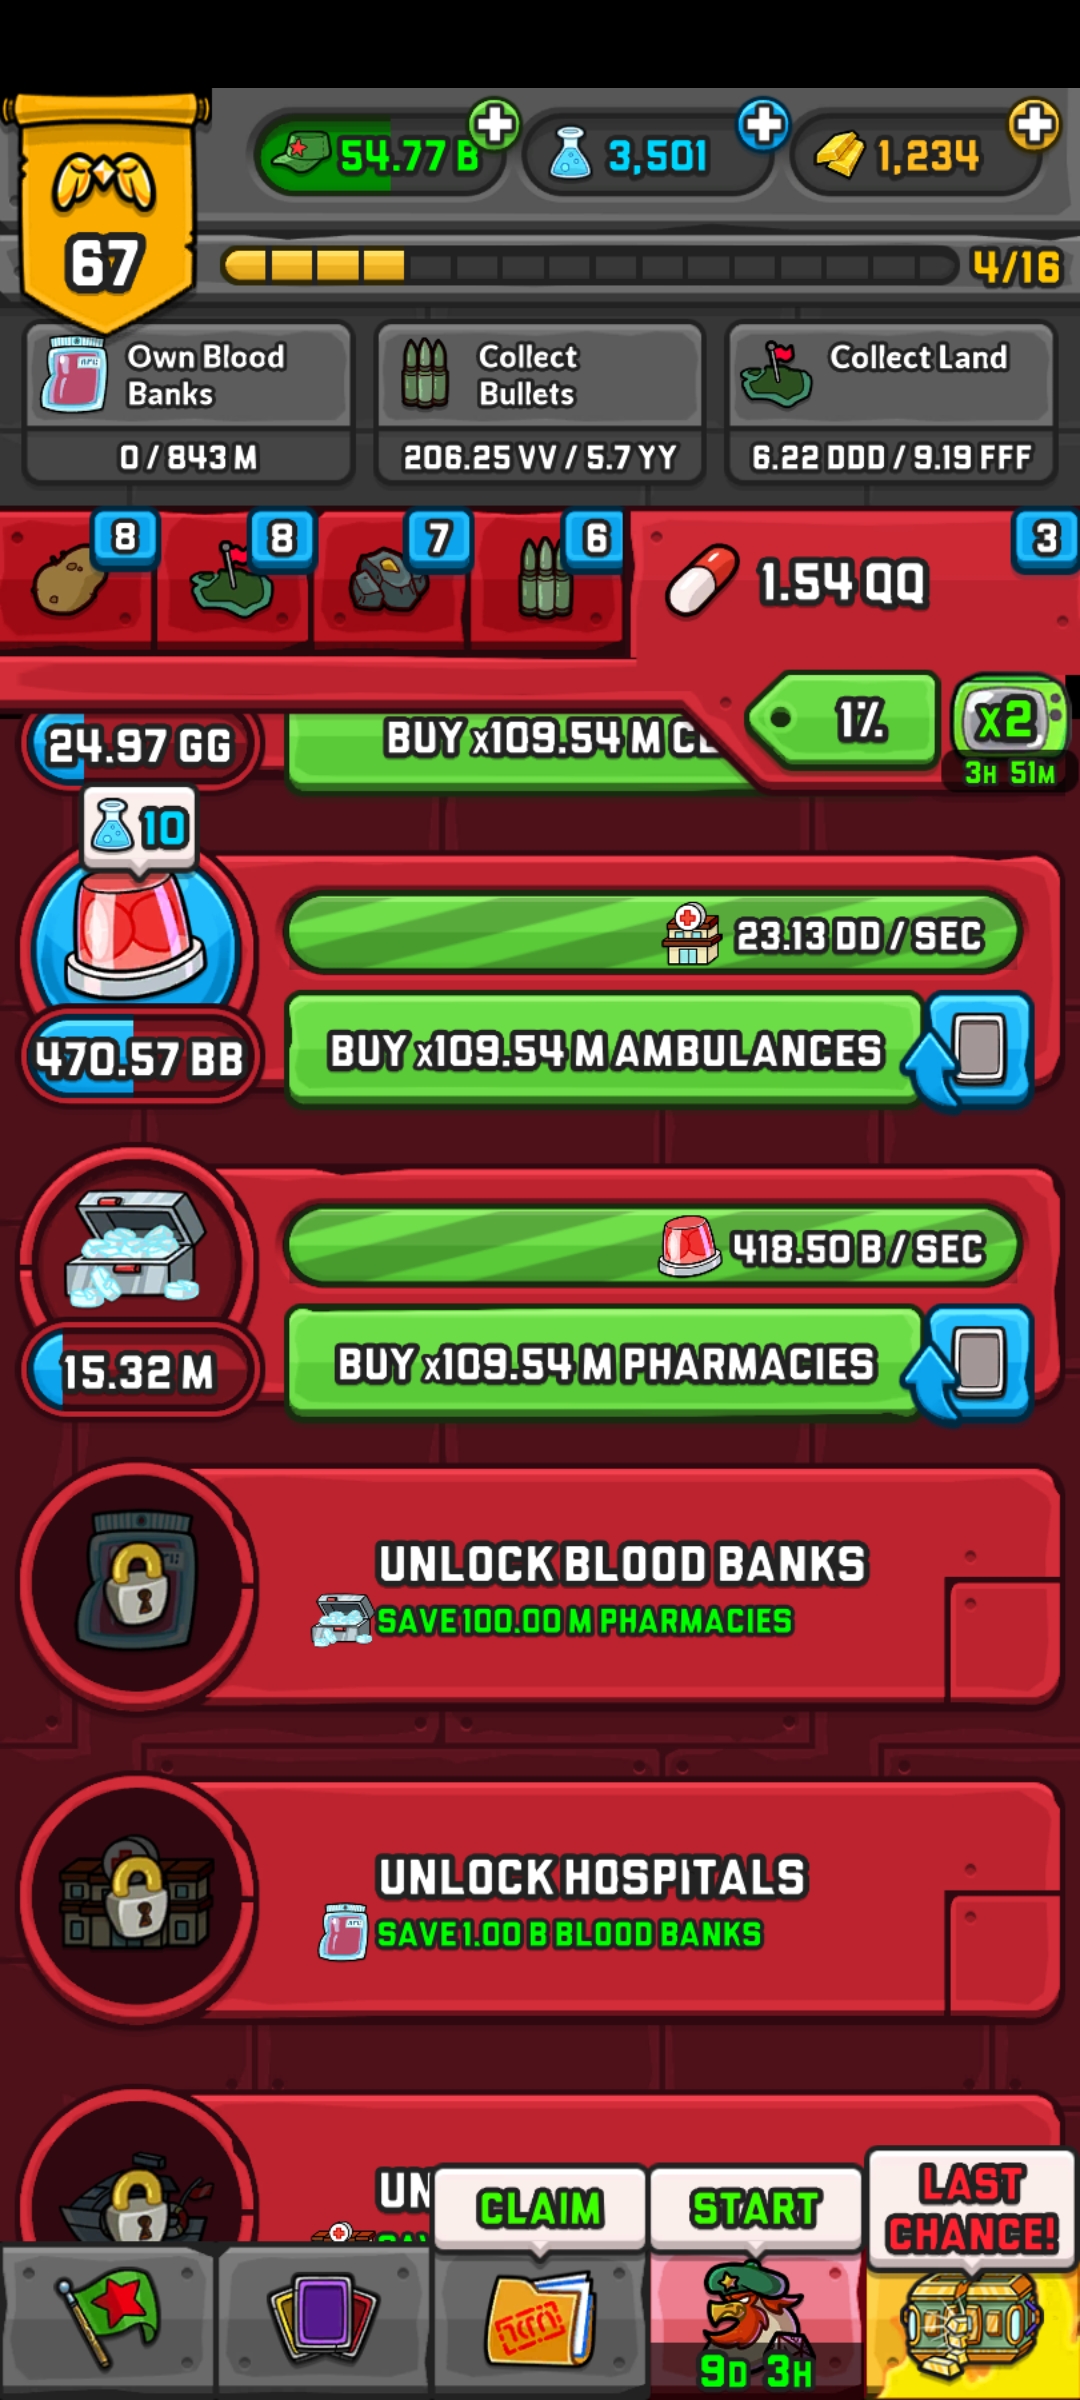 54.77 B
3,501
1,234
67
4/16
Own Blood
Banks
0 / 843 M
Collect
Bullets
206.25 VV / 5.7 YY
Collect Land
6.22 DDD / 9.19 FFF
8
8
7
6
3
1.54 QQ
1%
x2
3H 51M
24.97 GG
BUY x109.54 M CL
10
23.13 DD / SEC
470.57 BB
BUY x109.54 M AMBULANCES
418.50 B / SEC
15.32 M
BUY x109.54 M PHARMACIES
UNLOCK BLOOD BANKS
SAVE 100.00 M PHARMACIES
UNLOCK HOSPITALS
SAVE 1.00 B BLOOD BANKS
UN
CLAIM
START
LAST
CHANCE!
9D 3H